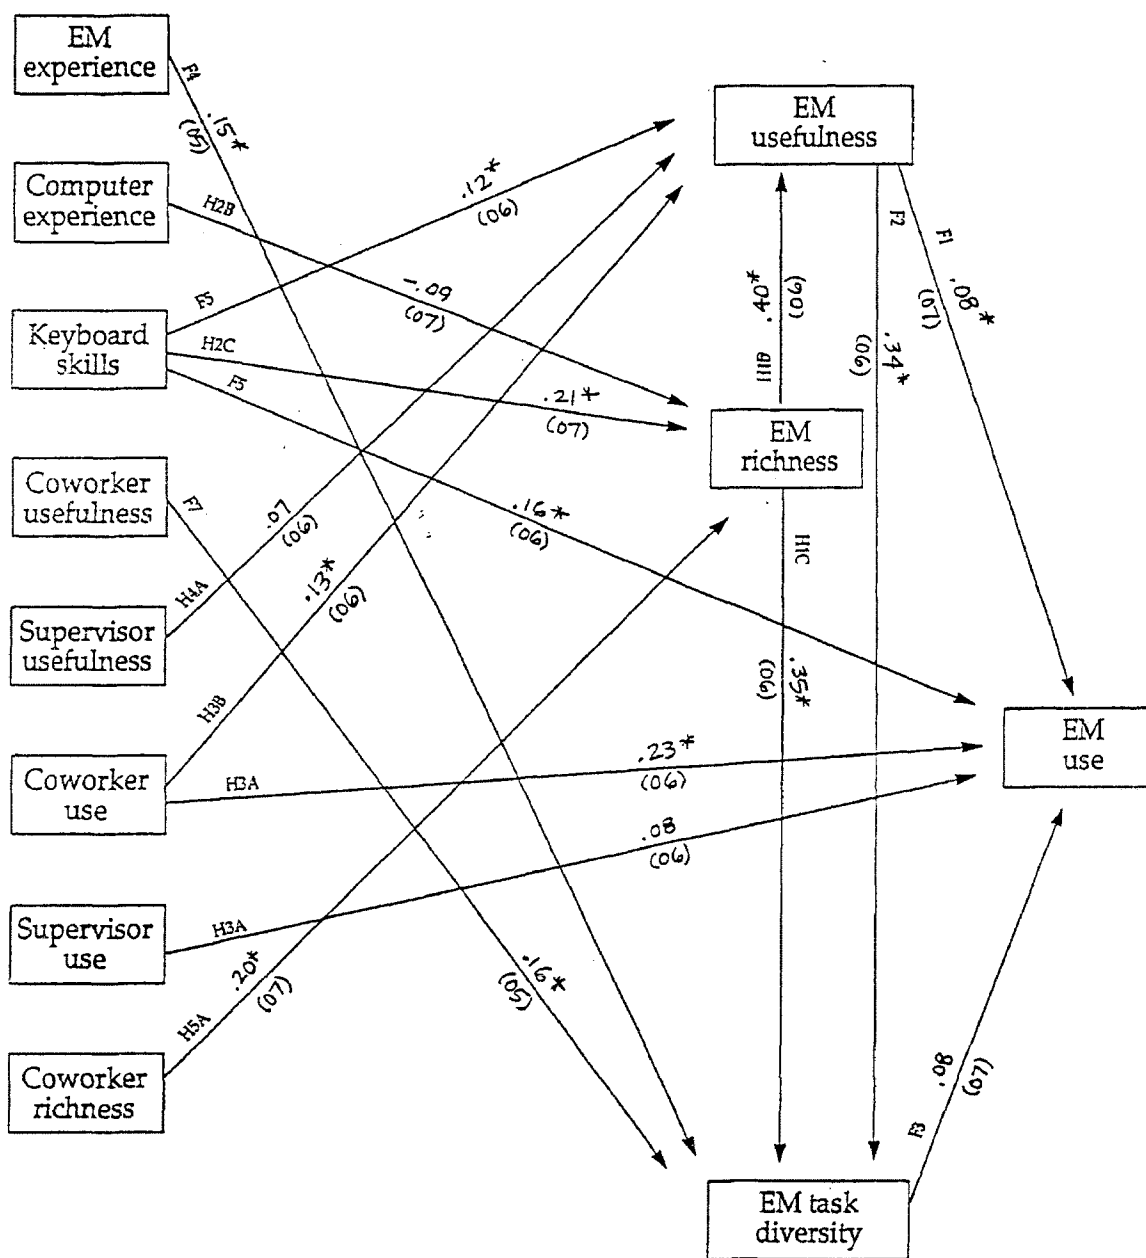 EM
experience
F4
.15*
(05)
EM
usefulness
Computer
experience
H2B
-.09
(07)
.12*
(06)
F5
Keyboard
skills
H2C
.21*
(07)
F5
.16*
(06)
F2
.34*
(06)
F1
.08*
(07)
.40*
(06)
EM
richness
H1C
.35*
(06)
Coworker
usefulness
F7
.16*
(05)
.07
(06)
H4A
Supervisor
usefulness
.13*
(06)
H3B
Coworker
use
H3A
.23*
(06)
EM
use
.08
(06)
H3A
Supervisor
use
.20*
(07)
H5A
Coworker
richness
.08
(07)
F3
EM task
diversity